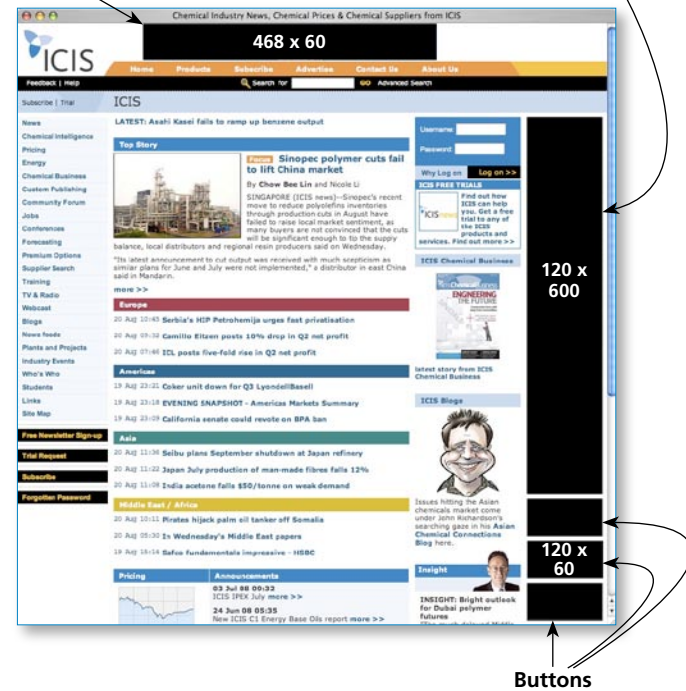 Chemical Industry News, Chemical Prices & Chemical Suppliers from ICIS
468 x 60
ICIS
Home Products Subscribe Advertise Contact Us About Us
Feedback | Help
Search for
GO Advanced Search
Subscribe | Trial
ICIS
News
Chemical Intelligence
Pricing
Energy
Chemical Business
Custom Publishing
Community Forum
Jobs
Conferences
Forecasting
Premium Options
Supplier Search
Training
TV & Radio
Webcast
Blogs
News feeds
Plants and Projects
Industry Events
Who's Who
Students
Links
Site Map
Free Newsletter Sign-up
Trial Request
Subscribe
Forgotten Password
LATEST: Asahi Kasei fails to ramp up benzene output
Top Story
Focus Sinopec polymer cuts fail
to lift China market
By Chow Bee Lin and Nicole Li
SINGAPORE (ICIS news)--Sinopec's recent
move to reduce polyolefins inventories
through production cuts in August have
failed to raise local market sentiment, as
many buyers are not convinced that the cuts
will be significant enough to to the supply
balance, local distributors and regional resin producers said on Wednesday.
"Its latest announcement to cut output was received with much scepticism as
similar plans for June and July were not implemented," a distributor in east China
said in Mandarin.
more >>
Europe
20 Aug 10:45 Serbia's HIP Petrohemija urges fast privatisation
20 Aug 09:32 Camillo Eitzen posts 10% drop in Q2 net profit
20 Aug 07:46 ICL posts five-fold rise in Q2 net profit
Americas
19 Aug 23:21 Coker unit down for Q3 LyondellBasell
19 Aug 23:18 EVENING SNAPSHOT - Americas Markets Summary
19 Aug 23:09 California senate could revote on BPA ban
Asia
20 Aug 11:36 Seibu plans September shutdown at Japan refinery
20 Aug 11:22 Japan July production of man-made fibres falls 12%
20 Aug 11:08 India acetone falls $50/tonne on weak demand
Middle East / Africa
20 Aug 10:11 Pirates hijack palm oil tanker off Somalia
20 Aug 05:30 In Wednesday's Middle East papers
19 Aug 16:14 Safco fundamentals impressive - HSBC
Pricing
Announcements
03 Jul 98 09:32
ICIS IPEX July more >>
24 Jun 08 05:35
New ICIS C1 Energy Base Oils report more >>
Username
Password
Why Log on
Log on >>
ICIS FREE TRIALS
ICIS news
Find out how
ICIS can help
you. Get a free
trial to any of
the ICIS
products and
services. Find out more >>
ICIS Chemical Business
ENGINEERING
THE FUTURE
latest story from ICIS
Chemical Business
ICIS Blogs
Issues hitting the Asian
chemicals market come
under John Richardson's
searching gaze in his Asian
Chemical Connections
Blog here.
Insight
INSIGHT: Bright outlook
for Dubai polymer
futures
120 x
600
120 x
60
Buttons